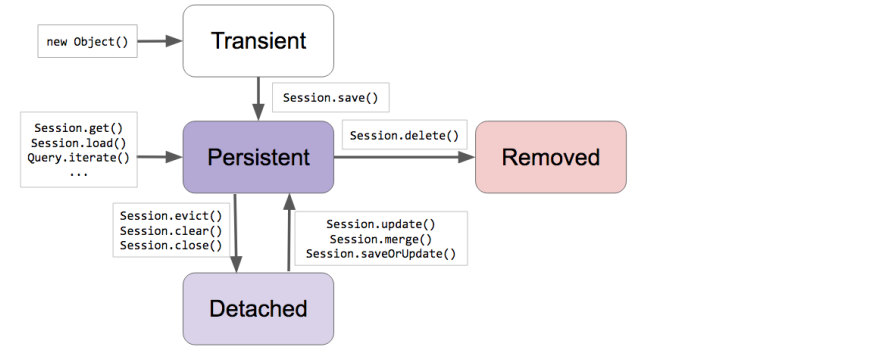 new Object()
Transient
Session.save()
Session.get()
Session.load()
Query.iterate()
...
Persistent
Session.delete()
Removed
Session.evict()
Session.clear()
Session.close()
Session.update()
Session.merge()
Session.saveOrUpdate()
Detached